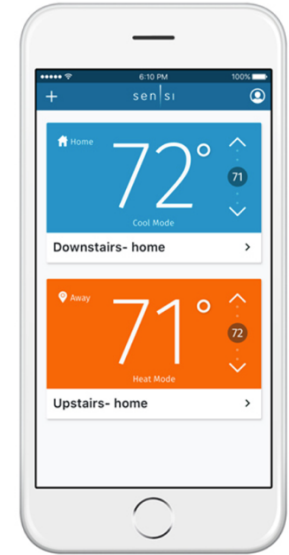 6:10 PM
100%
+
sensi
Home
72°
71
Cool Mode
Downstairs- home
Away
71°
72
Heat Mode
Upstairs- home